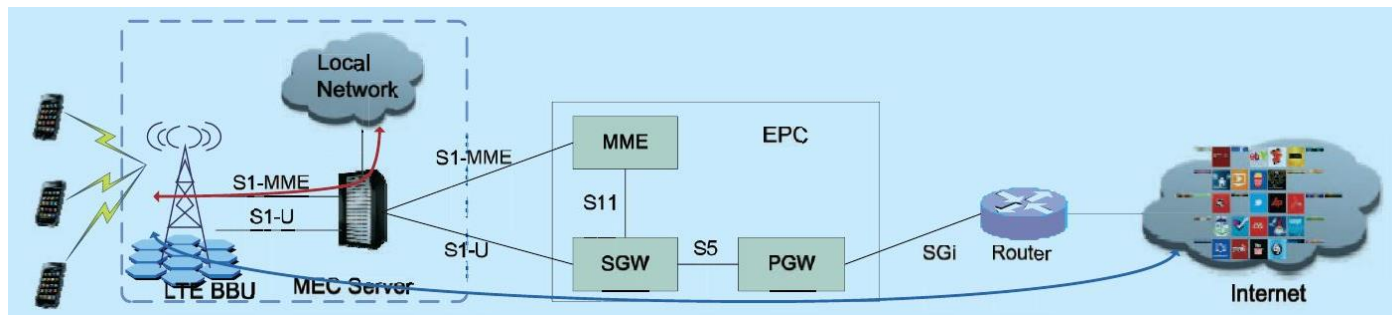 Local
Network
S1-MME
S1-U
LTE BBU
MEC Server
S1-MME
S1-U
MME
EPC
S11
SGW
S5
PGW
SGi
Router
Internet